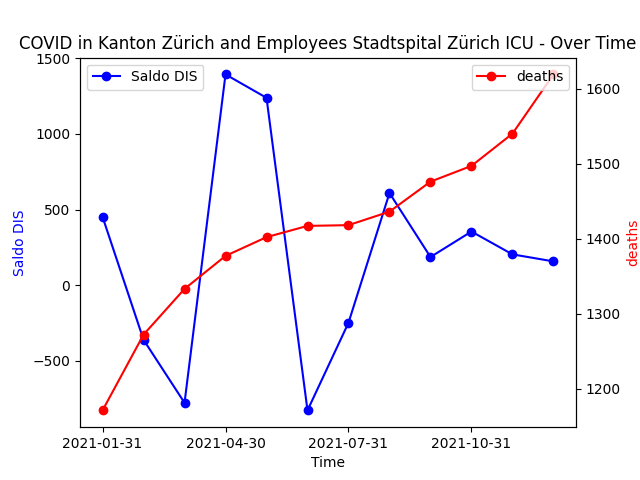 COVID in Kanton Zürich and Employees Stadtspital Zürich ICU - Over Time
Saldo DIS
deaths
1500
1000
500
0
−500
Saldo DIS
1600
1500
1400
1300
1200
deaths
2021-01-31
2021-04-30
2021-07-31
2021-10-31
Time